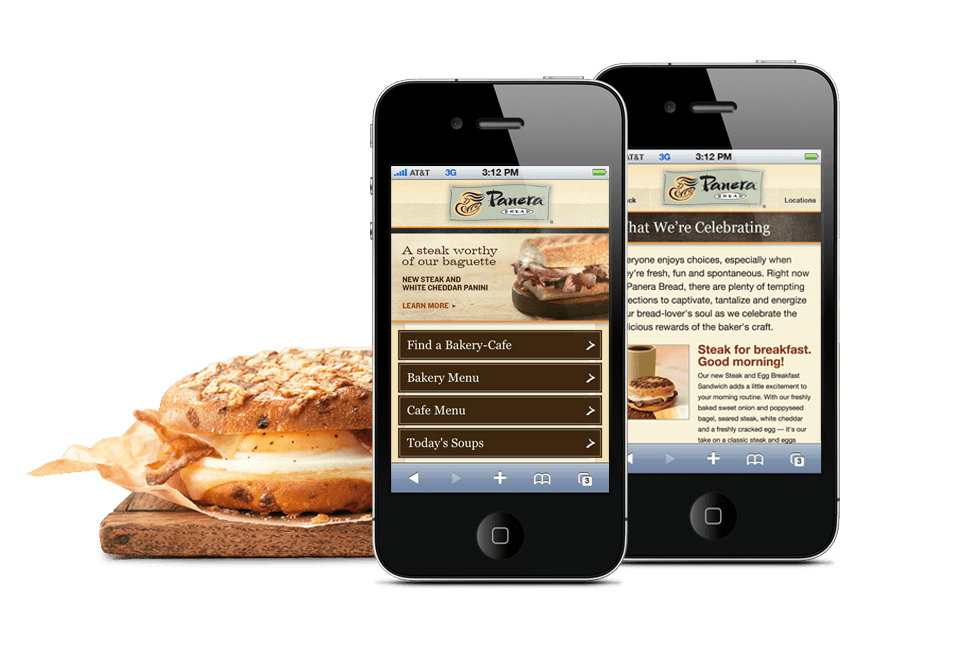 AT&T 3G 3:12 PM
Panera
BREAD
A steak worthy
of our baguette
NEW STEAK AND
WHITE CHEDDAR PANINI
LEARN MORE ▸
Find a Bakery-Cafe
Bakery Menu
Cafe Menu
Today's Soups
3
T&T 3G 3:12 PM
Panera
BREAD
ck
Locations
hat We're Celebrating
eryone enjoys choices, especially when
y're fresh, fun and spontaneous. Right now
Panera Bread, there are plenty of tempting
ections to captivate, tantalize and energize
ur bread-lover's soul as we celebrate the
licious rewards of the baker's craft.
Steak for breakfast.
Good morning!
Our new Steak and Egg Breakfast
Sandwich adds a little excitement to
your morning routine. With our freshly
baked sweet onion and poppyseed
bagel, seared steak, white cheddar
and a freshly cracked egg — it's our
take on a classic steak and eggs
3